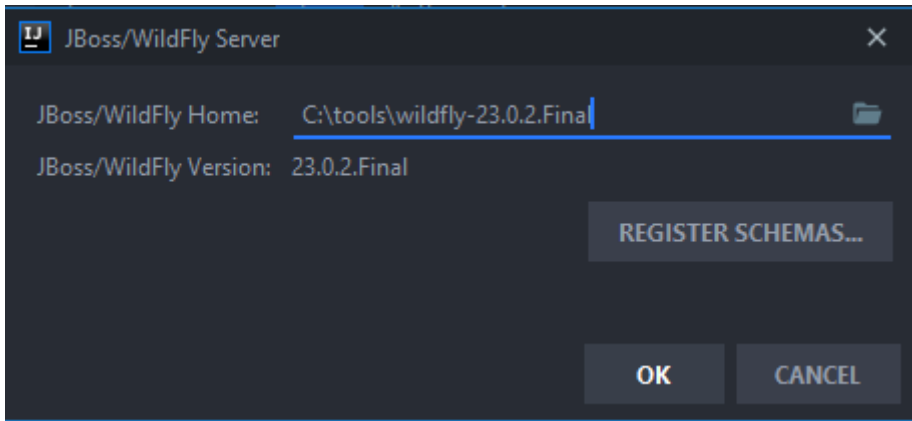 IJ JBoss/WildFly Server
JBoss/WildFly Home: C:\tools\wildfly-23.0.2.Final
JBoss/WildFly Version: 23.0.2.Final
REGISTER SCHEMAS...
OK CANCEL